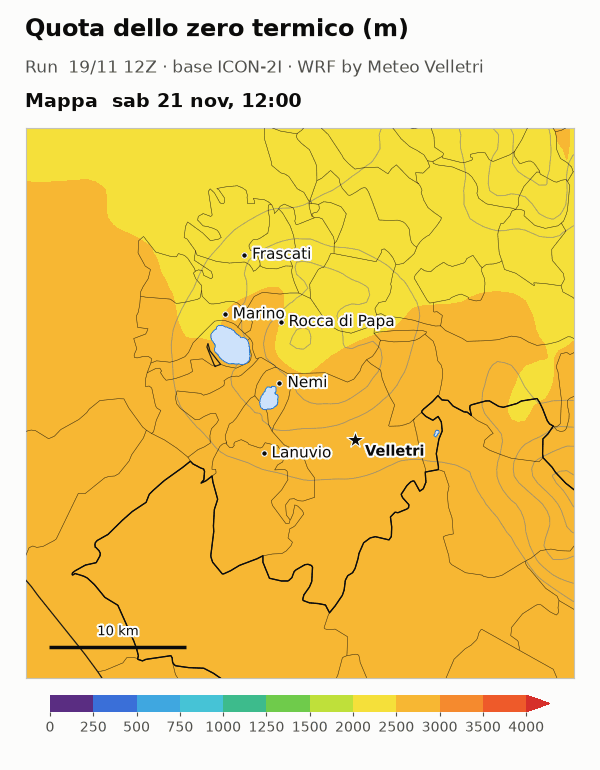 Quota dello zero termico (m)
Run  19/11 12Z · base ICON-2I · WRF by Meteo Velletri
Mappa  sab 21 nov, 12:00
Frascati
Marino
Rocca di Papa
Nemi
Velletri
Lanuvio
10 km
0 250 500 750 1000 1250 1500 2000 2500 3000 3500 4000